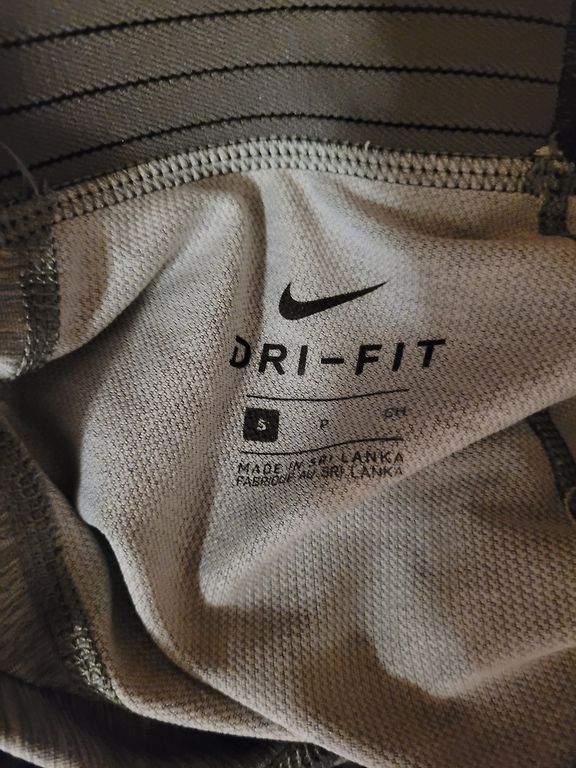 DRI-FIT
S P CH
MADE IN SRI LANKA
FABRIQUÉ AU SRI LANKA